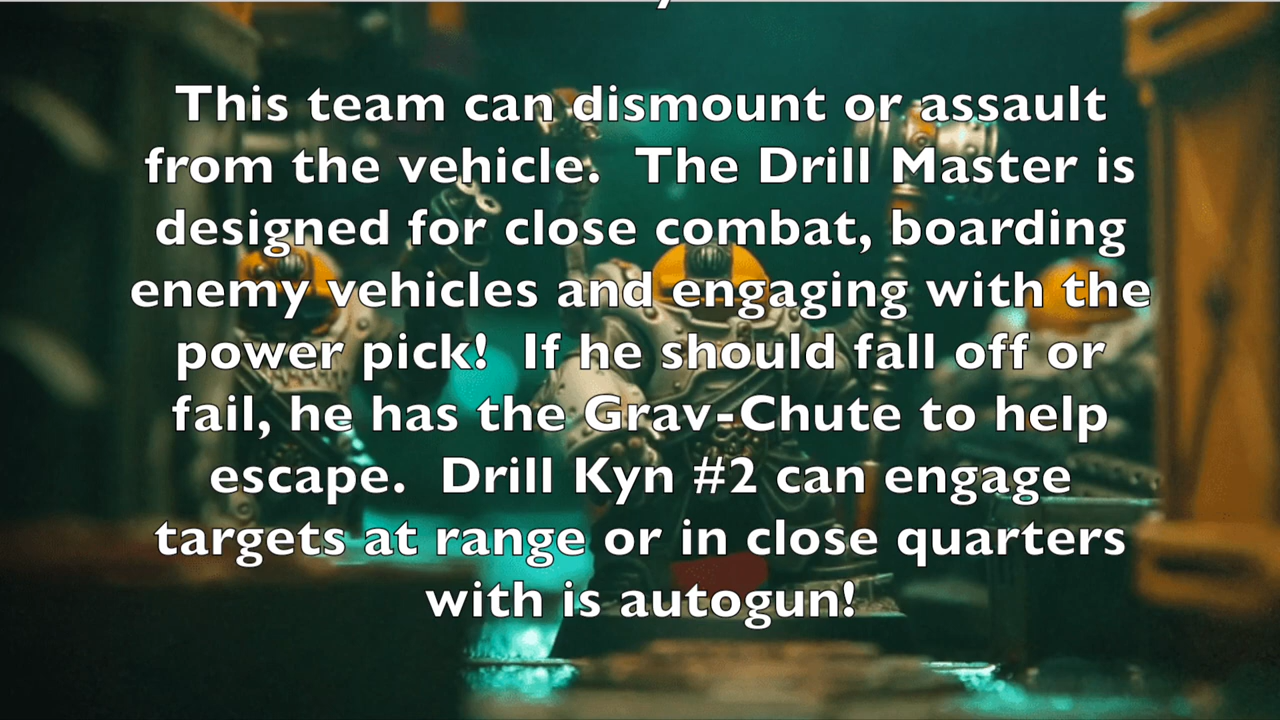 This team can dismount or assault
from the vehicle.  The Drill Master is
designed for close combat, boarding
enemy vehicles and engaging with the
power pick!  If he should fall off or
fail, he has the Grav-Chute to help
escape.  Drill Kyn #2 can engage
targets at range or in close quarters
with is autogun!